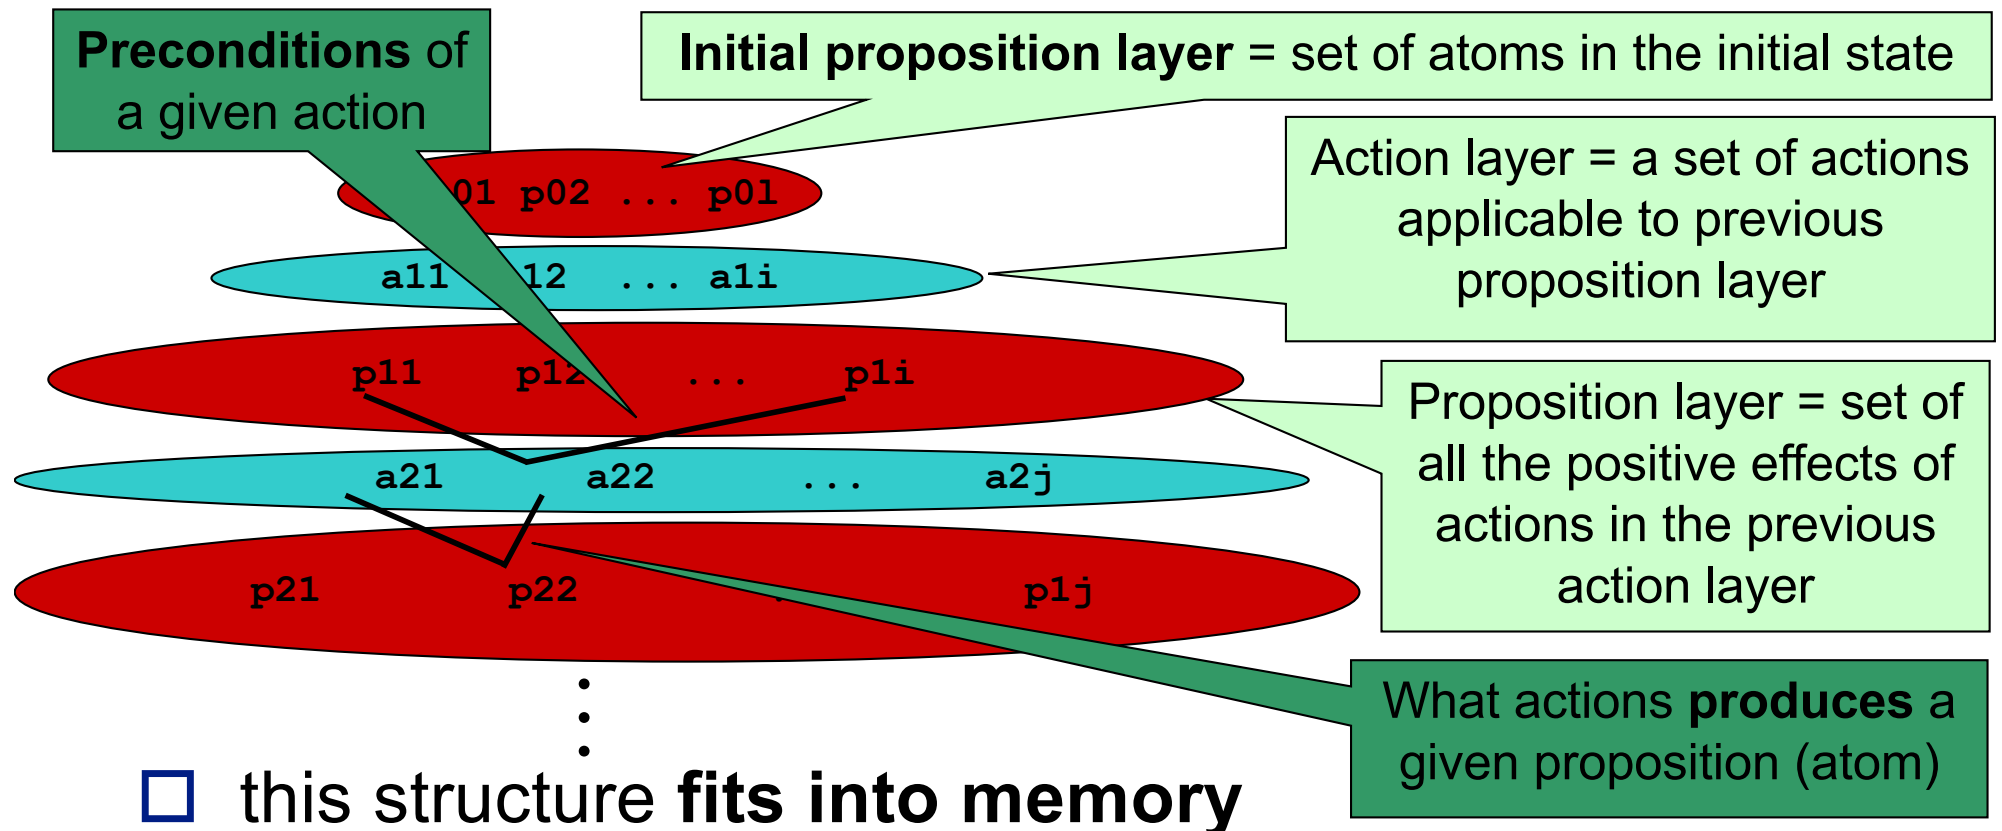 Preconditions of
a given action
Initial proposition layer = set of atoms in the initial state
01 p02 ... p0l
Action layer = a set of actions
applicable to previous
proposition layer
a11 12 ... a1i
p11 p12 ... p1i
Proposition layer = set of
all the positive effects of
actions in the previous
action layer
a21 a22 ... a2j
p21 p22 . p1j
What actions produces a
given proposition (atom)
this structure fits into memory